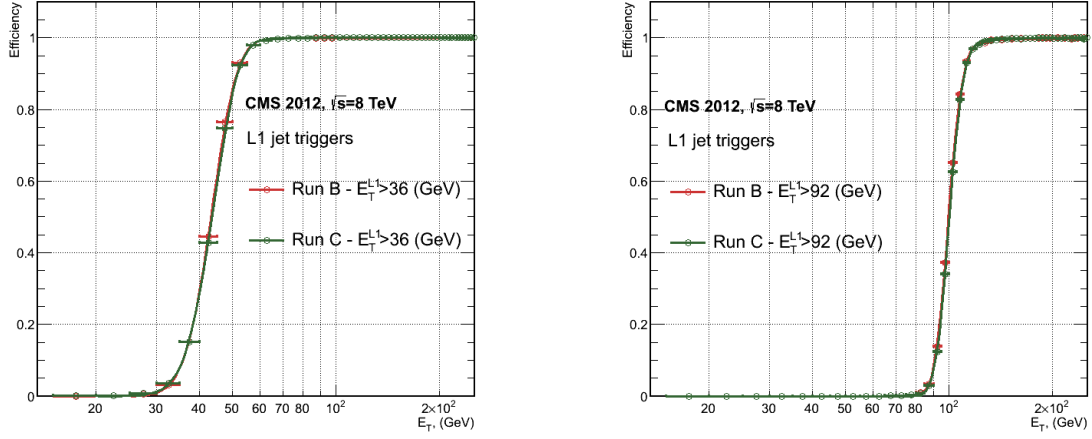 Efficiency
1
0.8
0.6
0.4
0.2
0
CMS 2012, √s=8 TeV
L1 jet triggers
Run B - E_T^L1>36 (GeV)
Run C - E_T^L1>36 (GeV)
20 30 40 50 60 70 80 10² 2×10²
E_T, (GeV)
Efficiency
1
0.8
0.6
0.4
0.2
0
CMS 2012, √s=8 TeV
L1 jet triggers
Run B - E_T^L1>92 (GeV)
Run C - E_T^L1>92 (GeV)
20 30 40 50 60 70 80 10² 2×10²
E_T, (GeV)